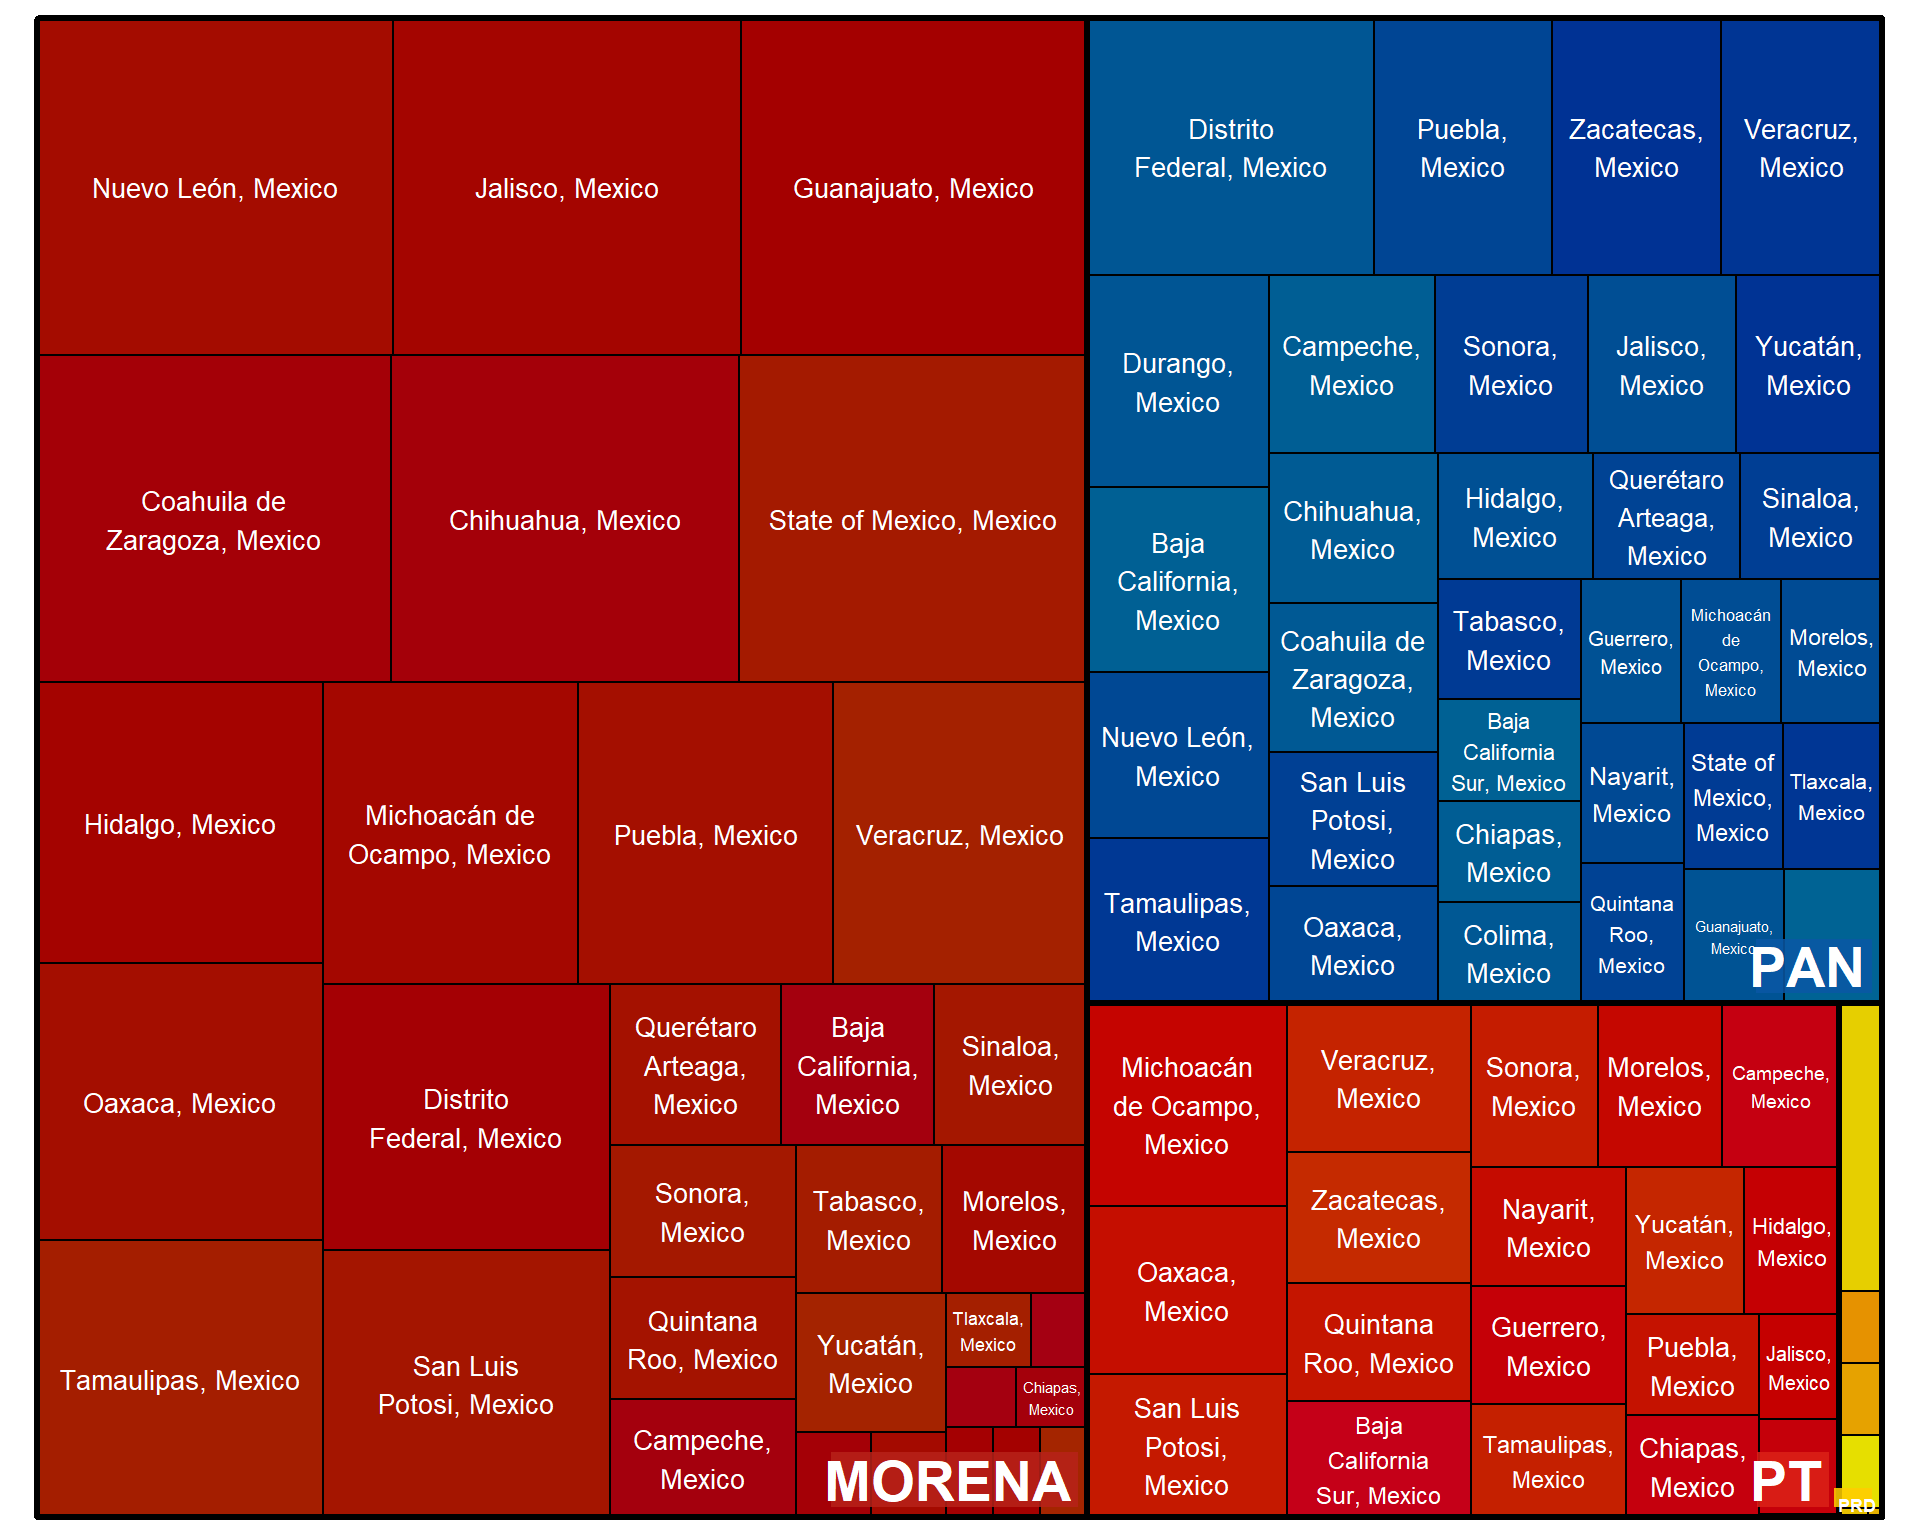 Nuevo León, Mexico
Jalisco, Mexico
Guanajuato, Mexico
Coahuila de
Zaragoza, Mexico
Chihuahua, Mexico
State of Mexico, Mexico
Hidalgo, Mexico
Michoacán de
Ocampo, Mexico
Puebla, Mexico
Veracruz, Mexico
Oaxaca, Mexico
Distrito
Federal, Mexico
Querétaro
Arteaga,
Mexico
Baja
California,
Mexico
Sinaloa,
Mexico
Sonora,
Mexico
Tabasco,
Mexico
Morelos,
Mexico
Tamaulipas, Mexico
San Luis
Potosi, Mexico
Quintana
Roo, Mexico
Yucatán,
Mexico
Tlaxcala,
Mexico
Chiapas,
Mexico
Campeche,
Mexico
MORENA
Distrito
Federal, Mexico
Puebla,
Mexico
Zacatecas,
Mexico
Veracruz,
Mexico
Durango,
Mexico
Campeche,
Mexico
Sonora,
Mexico
Jalisco,
Mexico
Yucatán,
Mexico
Baja
California,
Mexico
Chihuahua,
Mexico
Hidalgo,
Mexico
Querétaro
Arteaga,
Mexico
Sinaloa,
Mexico
Coahuila de
Zaragoza,
Mexico
Tabasco,
Mexico
Guerrero,
Mexico
Michoacán
de
Ocampo,
Mexico
Morelos,
Mexico
Nuevo León,
Mexico
San Luis
Potosi,
Mexico
Baja
California
Sur, Mexico
Nayarit,
Mexico
State of
Mexico,
Mexico
Tlaxcala,
Mexico
Chiapas,
Mexico
Tamaulipas,
Mexico
Oaxaca,
Mexico
Colima,
Mexico
Quintana
Roo,
Mexico
Guanajuato,
Mexico
PAN
Michoacán
de Ocampo,
Mexico
Veracruz,
Mexico
Sonora,
Mexico
Morelos,
Mexico
Campeche,
Mexico
Zacatecas,
Mexico
Nayarit,
Mexico
Yucatán,
Mexico
Hidalgo,
Mexico
Oaxaca,
Mexico
Quintana
Roo, Mexico
Guerrero,
Mexico
Puebla,
Mexico
Jalisco,
Mexico
San Luis
Potosi,
Mexico
Baja
California
Sur, Mexico
Tamaulipas,
Mexico
Chiapas,
Mexico
PT
PRD